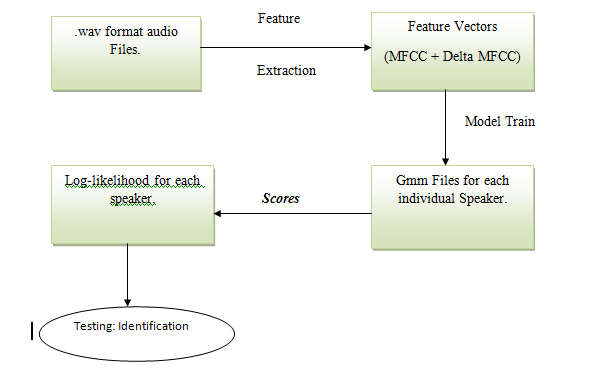 .wav format audio
Files.
Feature
Extraction
Feature Vectors
(MFCC + Delta MFCC)
Model Train
Gmm Files for each
individual Speaker.
Scores
Log-likelihood for each
speaker.
Testing: Identification